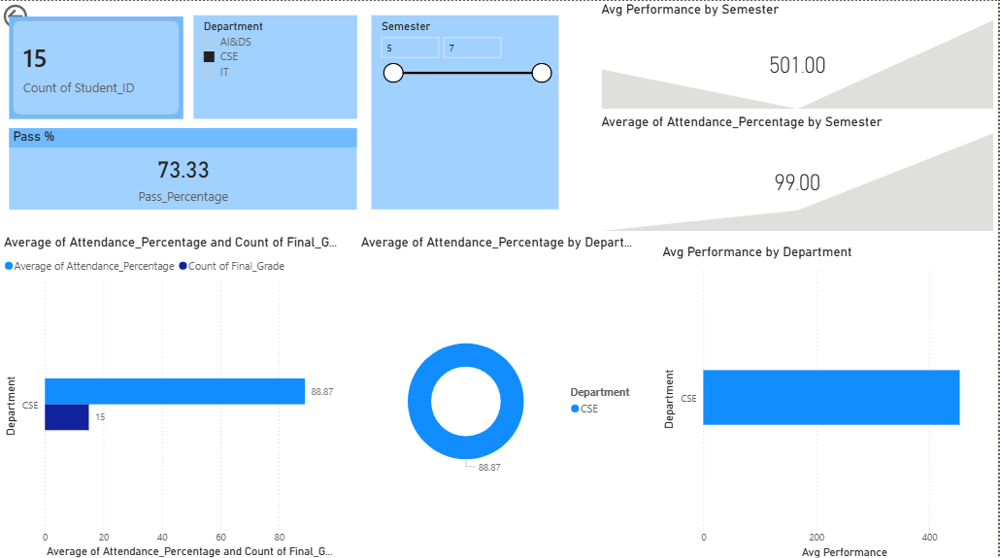 15
Count of Student_ID
Department
AI&DS
CSE
IT
Semester
5
7
Pass %
73.33
Pass_Percentage
Avg Performance by Semester
501.00
Average of Attendance_Percentage by Semester
99.00
Average of Attendance_Percentage and Count of Final_G...
Average of Attendance_Percentage
Count of Final_Grade
Department
CSE
88.87
15
0
20
40
60
80
Average of Attendance_Percentage and Count of Final_G...
Average of Attendance_Percentage by Depart...
88.87
Department
CSE
Avg Performance by Department
Department
CSE
0
200
400
Avg Performance